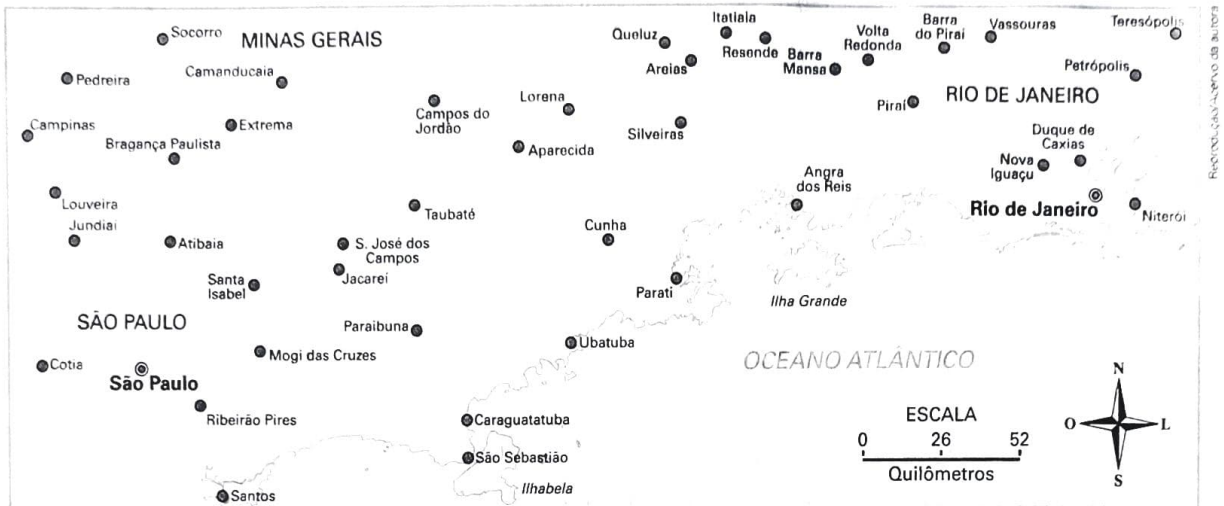 Socorro
MINAS GERAIS
Pedreira
Camanducaia
Campinas
Extrema
Bragança Paulista
Louveira
Jundiaí
Atibaia
Santa
Isabel
SÃO PAULO
Cotia
São Paulo
Ribeirão Pires
Mogi das Cruzes
Santos
Campos do
Jordão
Lorena
Aparecida
Taubaté
S. José dos
Campos
Jacareí
Paraibuna
Caraguatatuba
São Sebastião
Ilhabela
Ubatuba
Cunha
Parati
Queluz
Areias
Silveiras
Itatiaia
Resende
Barra
Mansa
Volta
Redonda
Barra
do Piraí
Vassouras
Teresópolis
Petrópolis
Piraí
RIO DE JANEIRO
Duque de
Caxias
Nova
Iguaçu
Rio de Janeiro
Niterói
Angra
dos Reis
Ilha Grande
OCEANO ATLÂNTICO
ESCALA
0 26 52
Quilômetros
N
O L
S
Reprodução/Acervo da autora